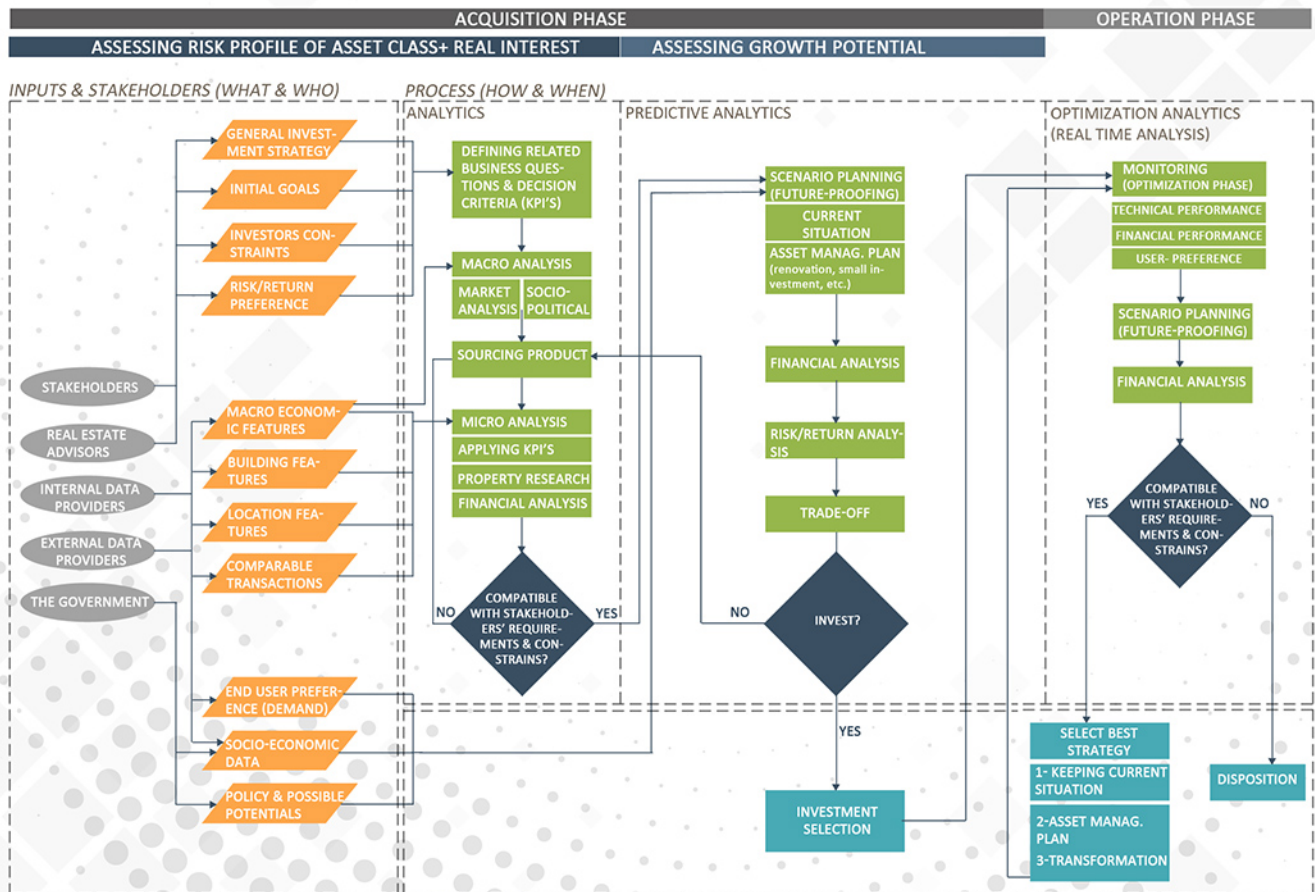 ACQUISITION PHASE
OPERATION PHASE
ASSESSING RISK PROFILE OF ASSET CLASS+ REAL INTEREST
ASSESSING GROWTH POTENTIAL
INPUTS & STAKEHOLDERS (WHAT & WHO)
PROCESS (HOW & WHEN)
ANALYTICS
PREDICTIVE ANALYTICS
OPTIMIZATION ANALYTICS
(REAL TIME ANALYSIS)
STAKEHOLDERS
REAL ESTATE
ADVISORS
INTERNAL DATA
PROVIDERS
EXTERNAL DATA
PROVIDERS
THE GOVERNMENT
GENERAL INVEST-
MENT STRATEGY
INITIAL GOALS
INVESTORS CON-
STRAINTS
RISK/RETURN
PREFERENCE
MACRO ECONOM-
IC FEATURES
BUILDING FEA-
TURES
LOCATION FEA-
TURES
COMPARABLE
TRANSACTIONS
END USER PREFER-
ENCE (DEMAND)
SOCIO-ECONOMIC
DATA
POLICY & POSSIBLE
POTENTIALS
DEFINING RELATED
BUSINESS QUES-
TIONS & DECISION
CRITERIA (KPI'S)
MACRO ANALYSIS
MARKET
ANALYSIS
SOCIO-
POLITICAL
SOURCING PRODUCT
MICRO ANALYSIS
APPLYING KPI'S
PROPERTY RESEARCH
FINANCIAL ANALYSIS
COMPATIBLE
WITH STAKEHOLD-
ERS' REQUIRE-
MENTS & CON-
STRAINS?
NO
YES
SCENARIO PLANNING
(FUTURE-PROOFING)
CURRENT
SITUATION
ASSET MANAG. PLAN
(renovation, small in-
vestment, etc.)
FINANCIAL ANALYSIS
RISK/RETURN ANALY-
SIS
TRADE-OFF
INVEST?
NO
YES
INVESTMENT
SELECTION
MONITORING
(OPTIMIZATION PHASE)
TECHNICAL PERFORMANCE
FINANCIAL PERFORMANCE
USER- PREFERENCE
SCENARIO PLANNING
(FUTURE-PROOFING)
FINANCIAL ANALYSIS
COMPATIBLE
WITH STAKEHOLD-
ERS' REQUIRE-
MENTS & CON-
STRAINS?
YES
NO
SELECT BEST
STRATEGY
1- KEEPING CURRENT
SITUATION
2-ASSET MANAG.
PLAN
3-TRANSFORMATION
DISPOSITION